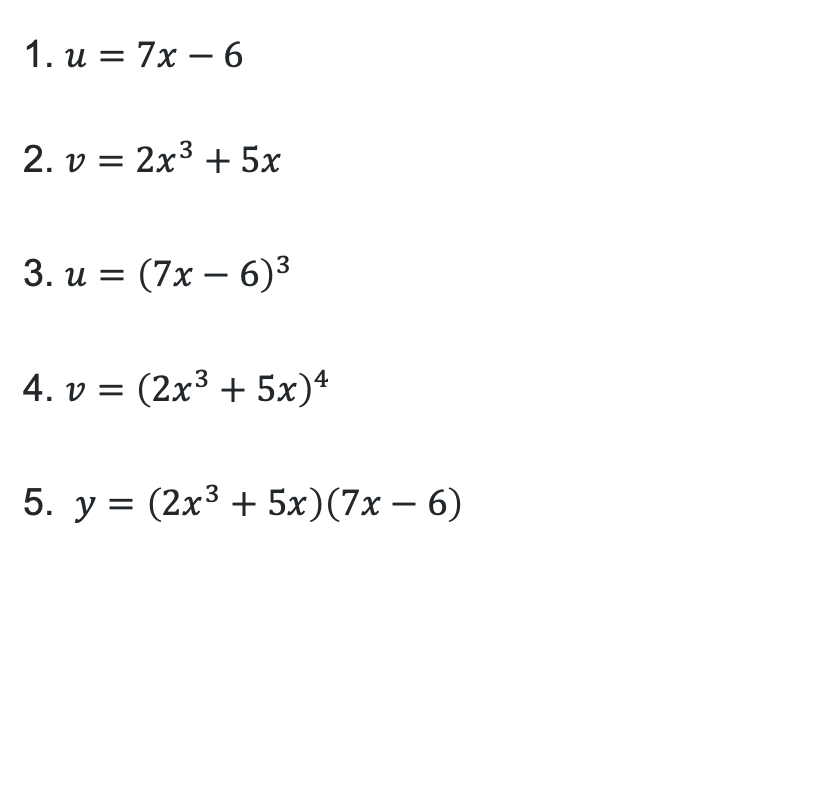 1. u = 7x − 6
2. v = 2x³ + 5x
3. u = (7x − 6)³
4. v = (2x³ + 5x)⁴
5. y = (2x³ + 5x)(7x − 6)